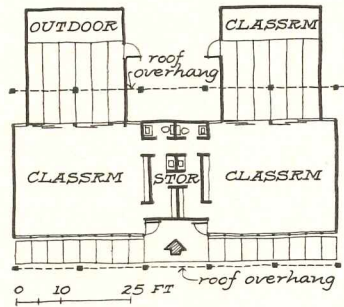 OUTDOOR CLASSRM
roof
overhang
CLASSRM STOR CLASSRM
roof overhang
0 10 25 FT